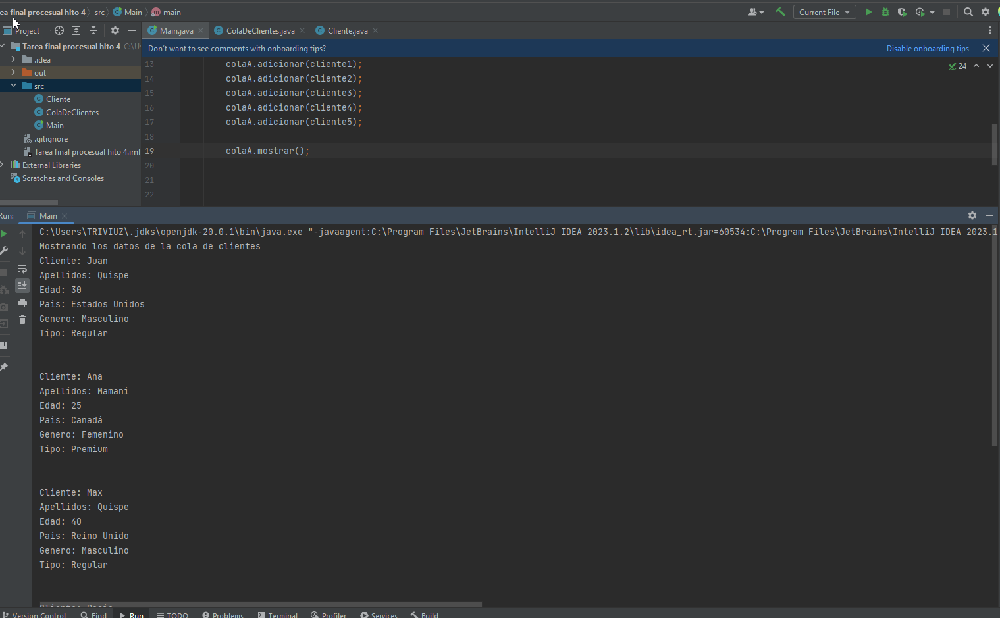 ea final procesual hito 4 src Main main
Current File
Project
Main.java ColaDeClientes.java Cliente.java
Tarea final procesual hito 4 C:\Us
Don't want to see comments with onboarding tips? Disable onboarding tips
.idea
out
src
Cliente
ColaDeClientes
Main
.gitignore
Tarea final procesual hito 4.iml
External Libraries
Scratches and Consoles
24
13 colaA.adicionar(cliente1);
14 colaA.adicionar(cliente2);
15 colaA.adicionar(cliente3);
16 colaA.adicionar(cliente4);
17 colaA.adicionar(cliente5);
18
19 colaA.mostrar();
20
21
22
Run: Main
C:\Users\TRIVIUZ\.jdks\openjdk-20.0.1\bin\java.exe "-javaagent:C:\Program Files\JetBrains\IntelliJ IDEA 2023.1.2\lib\idea_rt.jar=60534:C:\Program Files\JetBrains\IntelliJ IDEA 2023.1
Mostrando los datos de la cola de clientes
Cliente: Juan
Apellidos: Quispe
Edad: 30
Pais: Estados Unidos
Genero: Masculino
Tipo: Regular
Cliente: Ana
Apellidos: Mamani
Edad: 25
Pais: Canadá
Genero: Femenino
Tipo: Premium
Cliente: Max
Apellidos: Quispe
Edad: 40
Pais: Reino Unido
Genero: Masculino
Tipo: Regular
Version Control Find Run TODO Problems Terminal Profiler Services Build